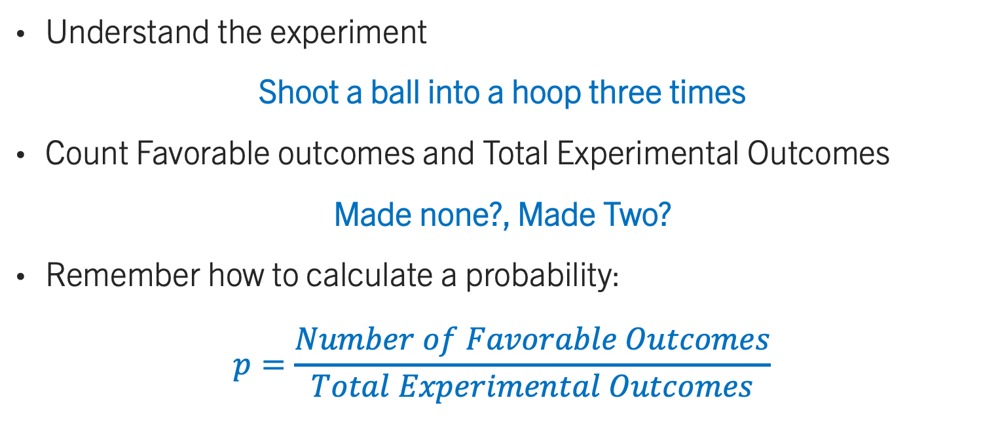 • Understand the experiment
Shoot a ball into a hoop three times
• Count Favorable outcomes and Total Experimental Outcomes
Made none?, Made Two?
• Remember how to calculate a probability:
Number of Favorable Outcomes
p =
Total Experimental Outcomes